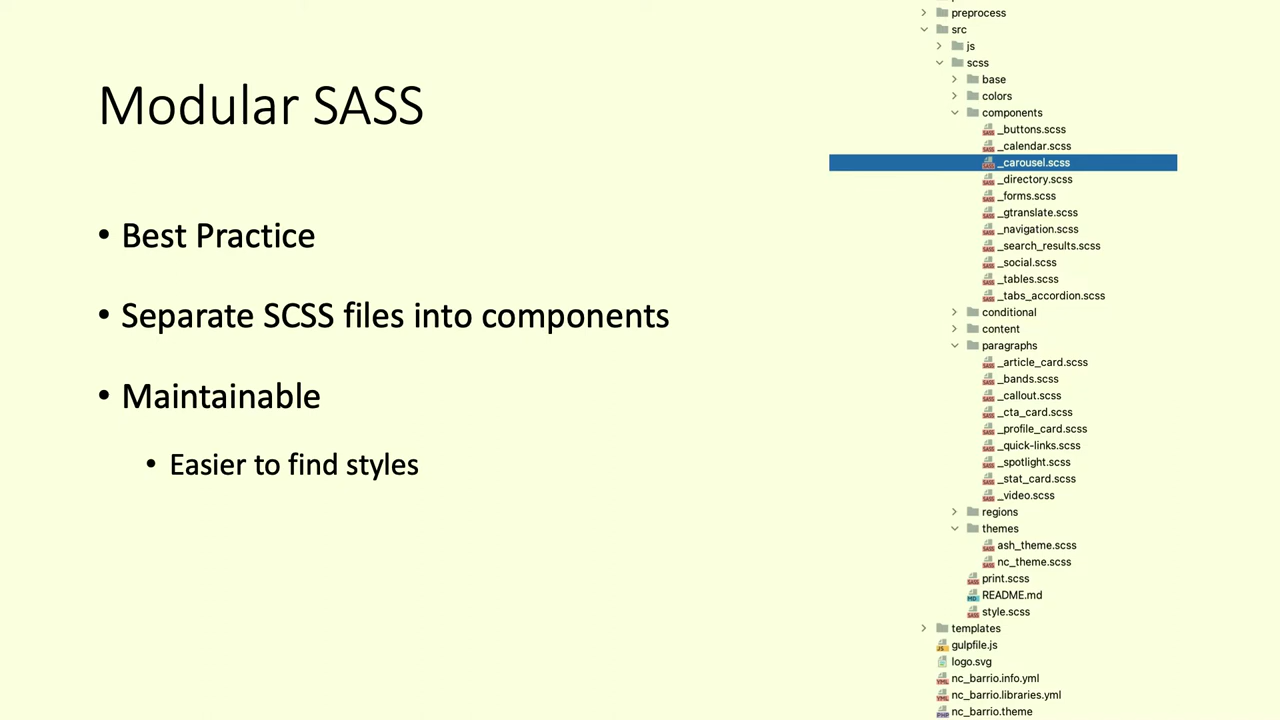 Modular SASS
• Best Practice
• Separate SCSS files into components
• Maintainable
• Easier to find styles
preprocess
src
js
scss
base
colors
components
_buttons.scss
_calendar.scss
_carousel.scss
_directory.scss
_forms.scss
_gtranslate.scss
_navigation.scss
_search_results.scss
_social.scss
_tables.scss
_tabs_accordion.scss
conditional
content
paragraphs
_article_card.scss
_bands.scss
_callout.scss
_cta_card.scss
_profile_card.scss
_quick-links.scss
_spotlight.scss
_stat_card.scss
_video.scss
regions
themes
ash_theme.scss
nc_theme.scss
print.scss
README.md
style.scss
templates
gulpfile.js
logo.svg
nc_barrio.info.yml
nc_barrio.libraries.yml
nc_barrio.theme